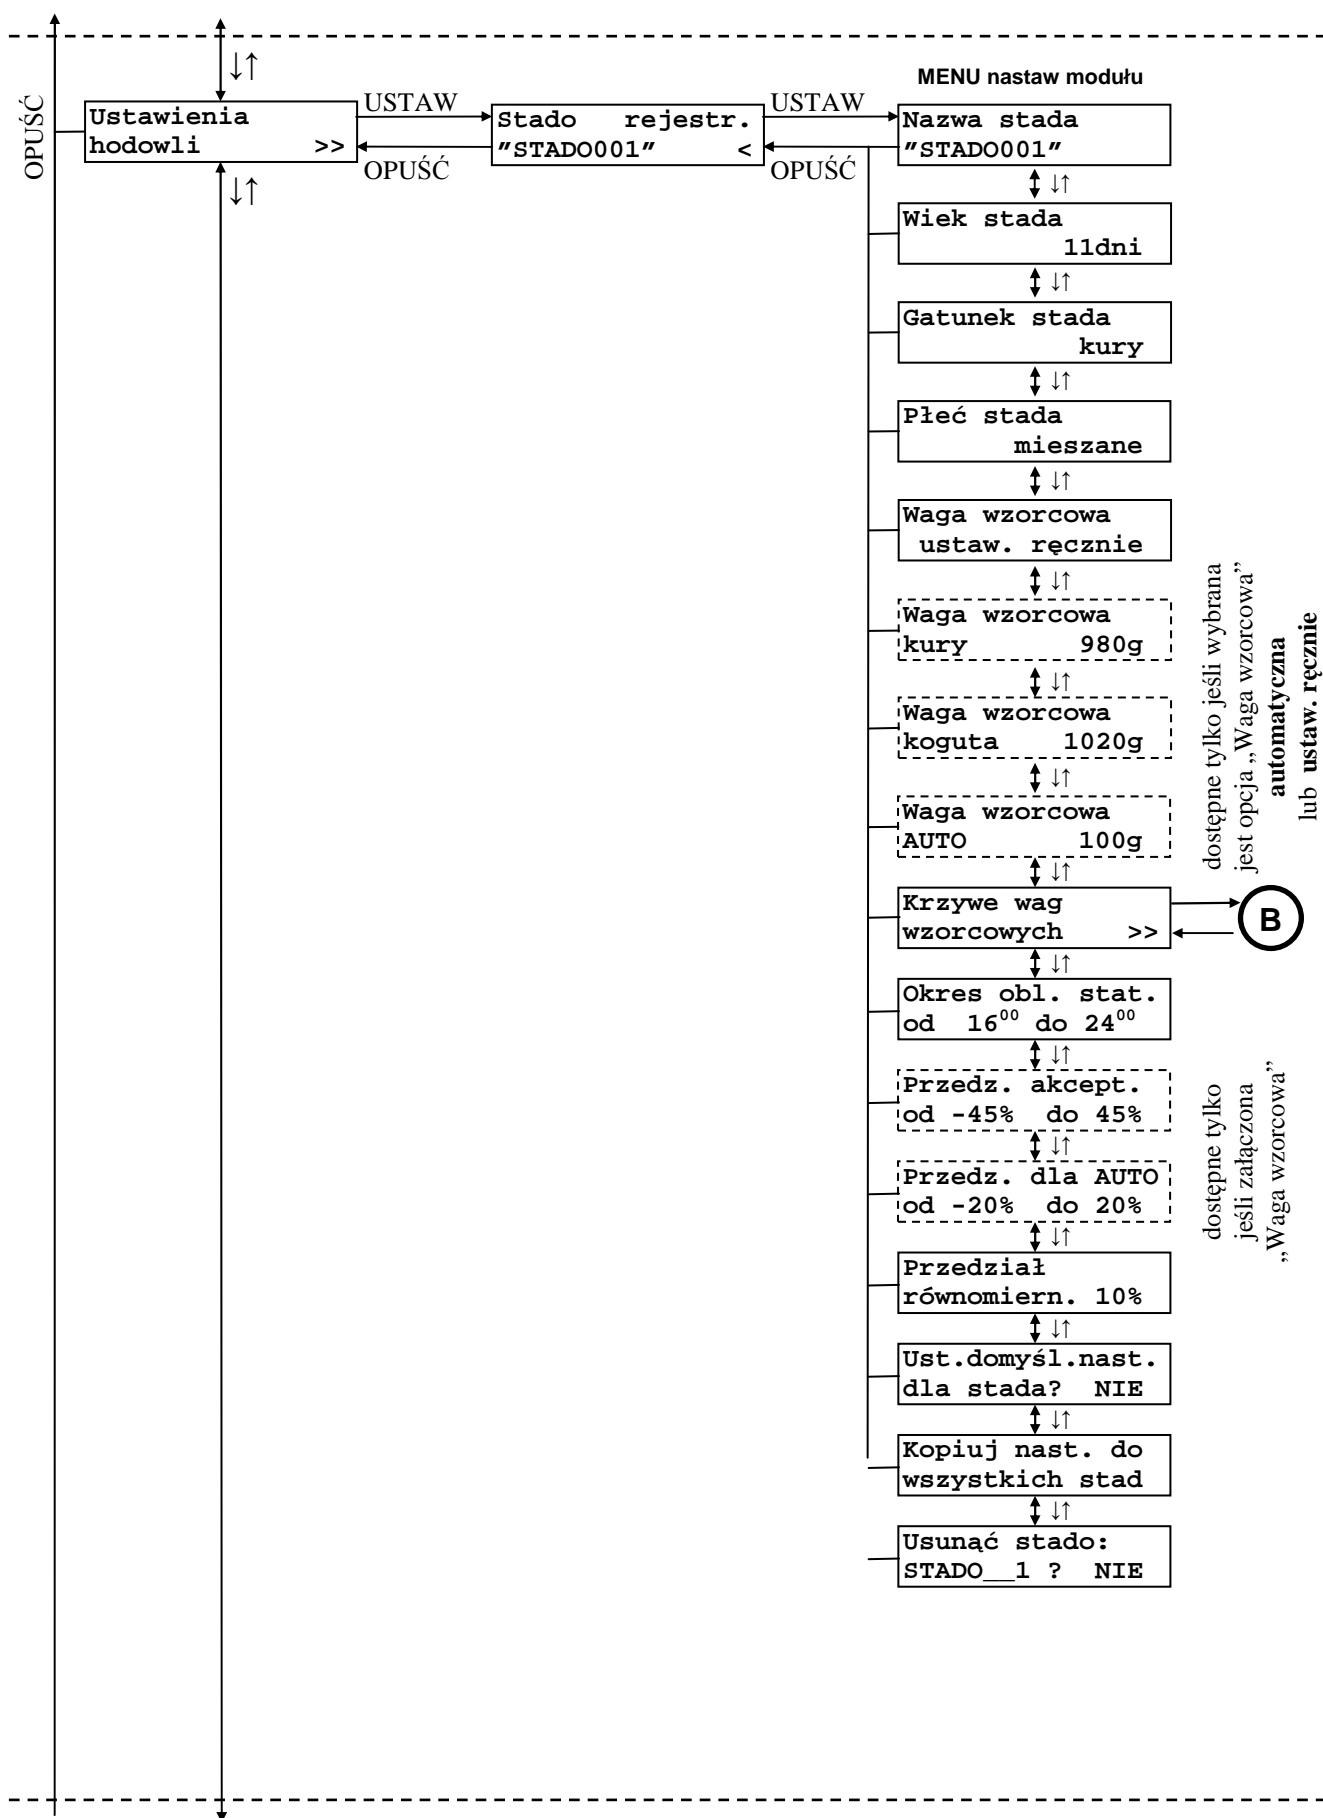 ↓↑
MENU nastaw modułu
OPUŚĆ
Ustawienia
hodowli >>
USTAW
OPUŚĆ
Stado rejestr.
"STADO001" <
USTAW
OPUŚĆ
Nazwa stada
"STADO001"
↓↑
↓↑
Wiek stada
11dni
↓↑
Gatunek stada
kury
↓↑
Płeć stada
mieszane
↓↑
Waga wzorcowa
ustaw. ręcznie
↓↑
Waga wzorcowa
kury 980g
↓↑
Waga wzorcowa
koguta 1020g
↓↑
Waga wzorcowa
AUTO 100g
↓↑
dostępne tylko jeśli wybrana
jest opcja „Waga wzorcowa”
automatyczna
lub ustaw. ręcznie
Krzywe wag
wzorcowych >>
B
↓↑
Okres obl. stat.
od 16⁰⁰ do 24⁰⁰
↓↑
Przedz. akcept.
od -45% do 45%
↓↑
Przedz. dla AUTO
od -20% do 20%
↓↑
dostępne tylko
jeśli załączona
„Waga wzorcowa”
Przedział
równomiern. 10%
↓↑
Ust.domyśl.nast.
dla stada? NIE
↓↑
Kopiuj nast. do
wszystkich stad
↓↑
Usunąć stado:
STADO__1 ? NIE